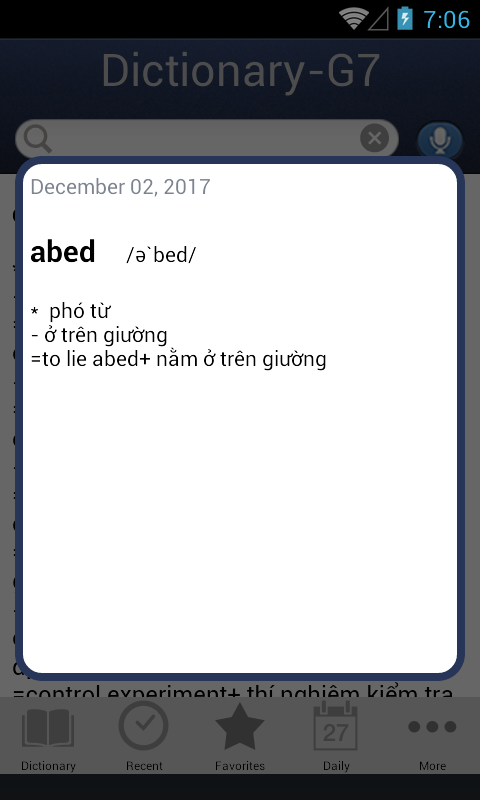 7:06
Dictionary-G7
December 02, 2017
abed /ə`bed/
* phó từ
- ở trên giường
=to lie abed+ nằm ở trên giường
=control experiment+ thí nghiệm kiểm tra
27
Dictionary Recent Favorites Daily More